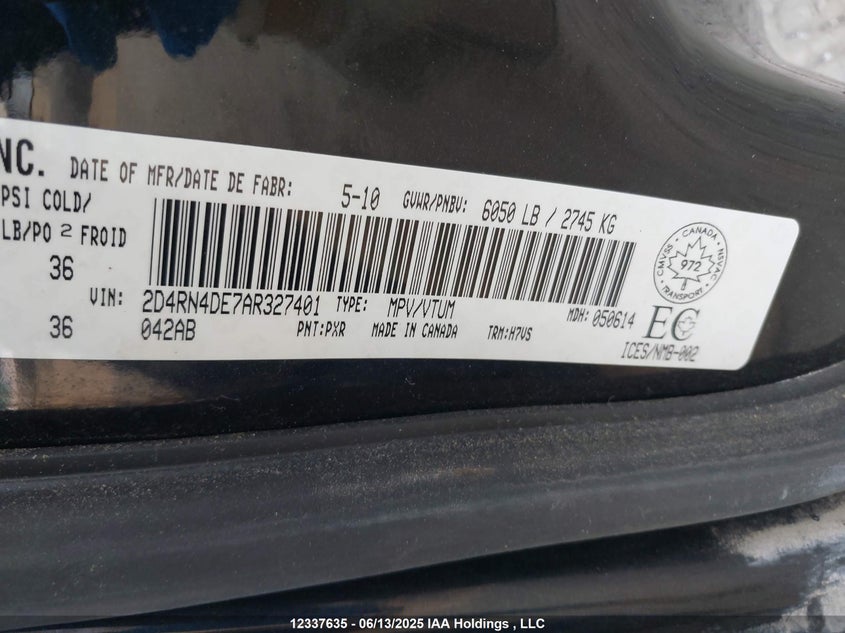 NC. DATE OF MFR/DATE DE FABR: 5-10 GVWR/PNBV: 6050 LB / 2745 KG
PSI COLD/
LB/PO 2 FROID
36
VIN: 2D4RN4DE7AR327401 TYPE: MPV/VTUM MDH: 050614
36 042AB PNT:PXR MADE IN CANADA TRM:H7VS
CANADA
CMVSS NSVAC
972
TRANSPORT
EC
ICES/NMB-002
12337635 - 06/13/2025 IAA Holdings , LLC